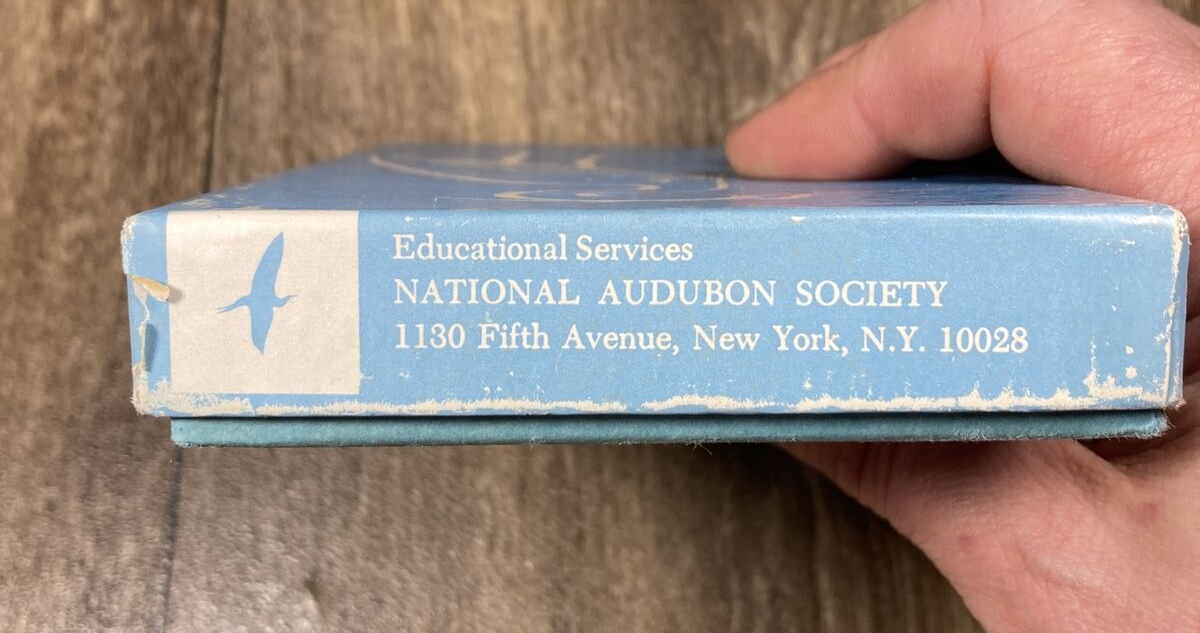 Educational Services
NATIONAL AUDUBON SOCIETY
1130 Fifth Avenue, New York, N.Y. 10028